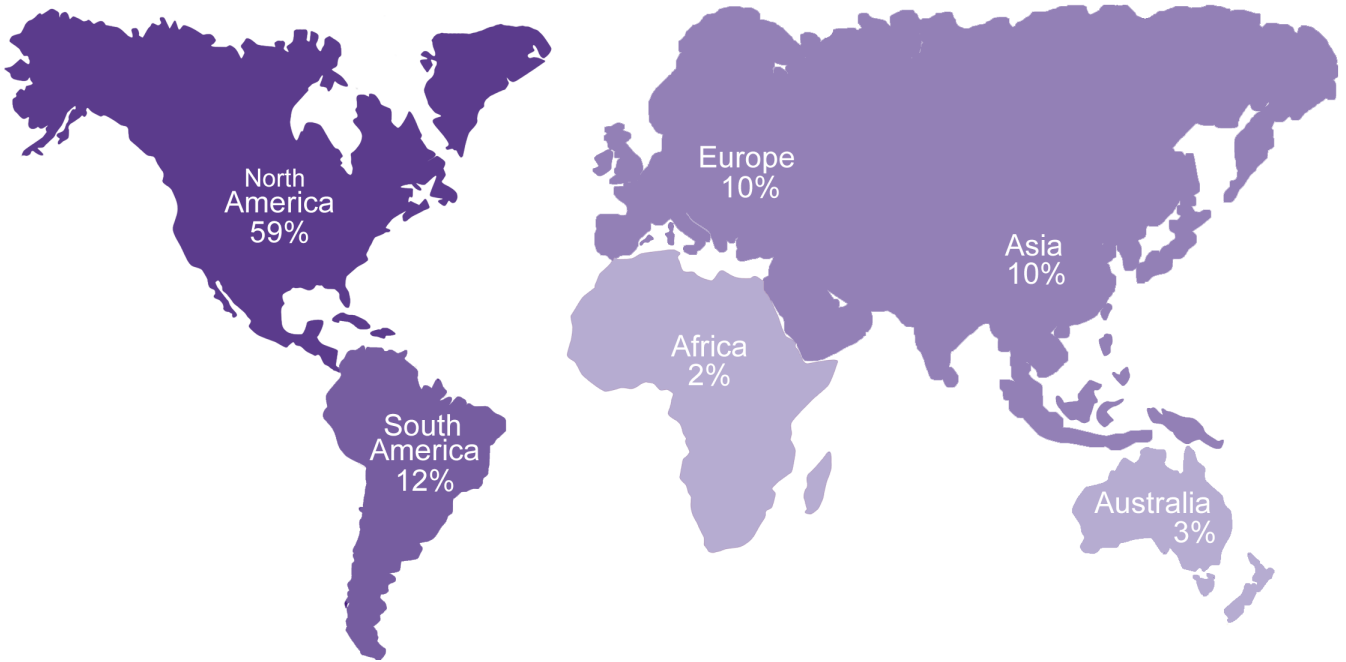 North
America
59%
South
America
12%
Europe
10%
Asia
10%
Africa
2%
Australia
3%